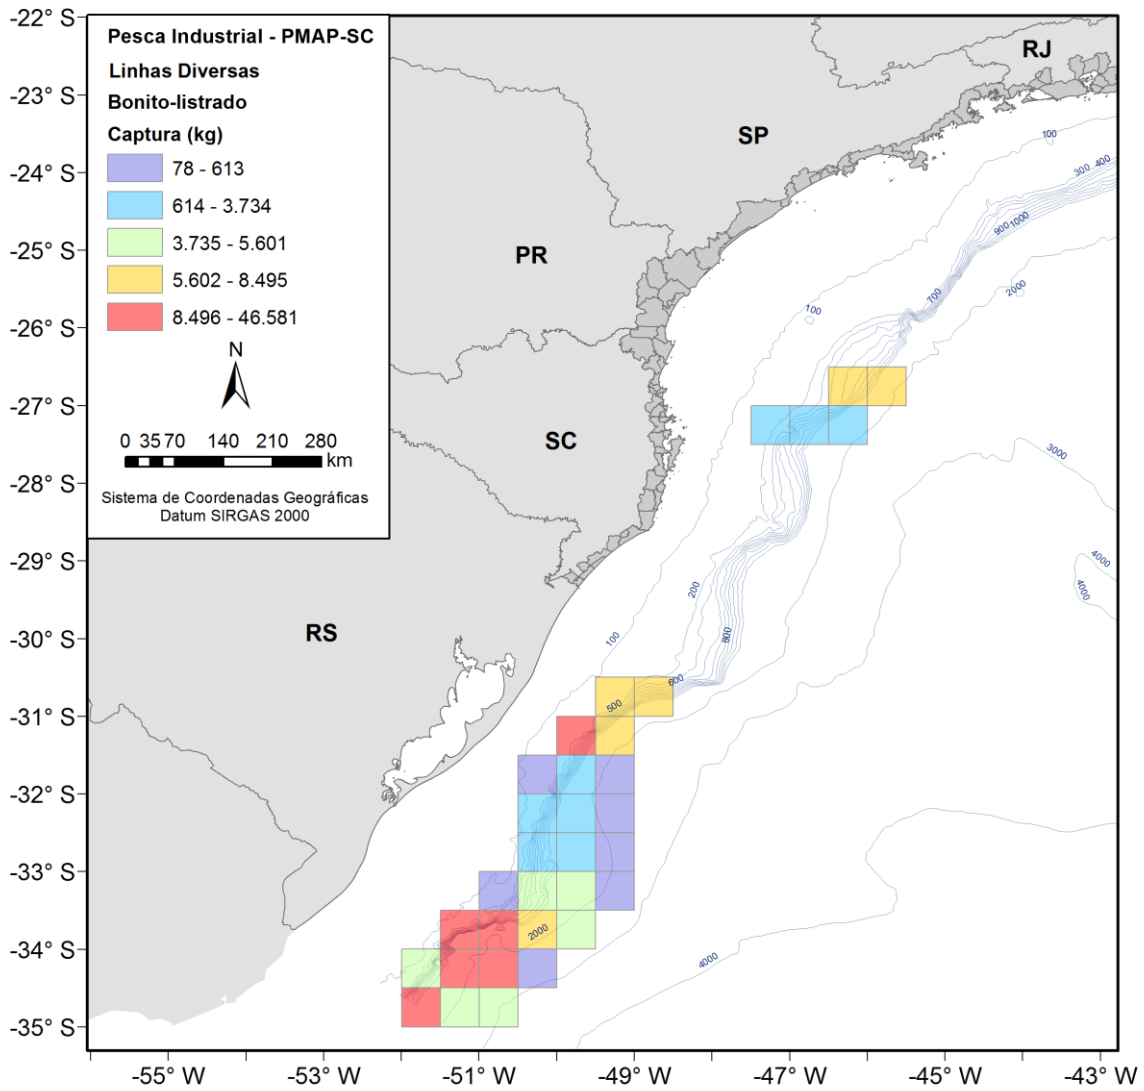 Pesca Industrial - PMAP-SC
Linhas Diversas
Bonito-listrado
Captura (kg)
78 - 613
614 - 3.734
3.735 - 5.601
5.602 - 8.495
8.496 - 46.581
N
0 35 70 140 210 280
km
Sistema de Coordenadas Geográficas
Datum SIRGAS 2000
-22° S
-23° S
-24° S
-25° S
-26° S
-27° S
-28° S
-29° S
-30° S
-31° S
-32° S
-33° S
-34° S
-35° S
RJ
SP
PR
SC
RS
100
300
400
900
1000
2000
700
100
3000
4000
4000
200
100
800
600
500
2000
4000
-55° W
-53° W
-51° W
-49° W
-47° W
-45° W
-43° W